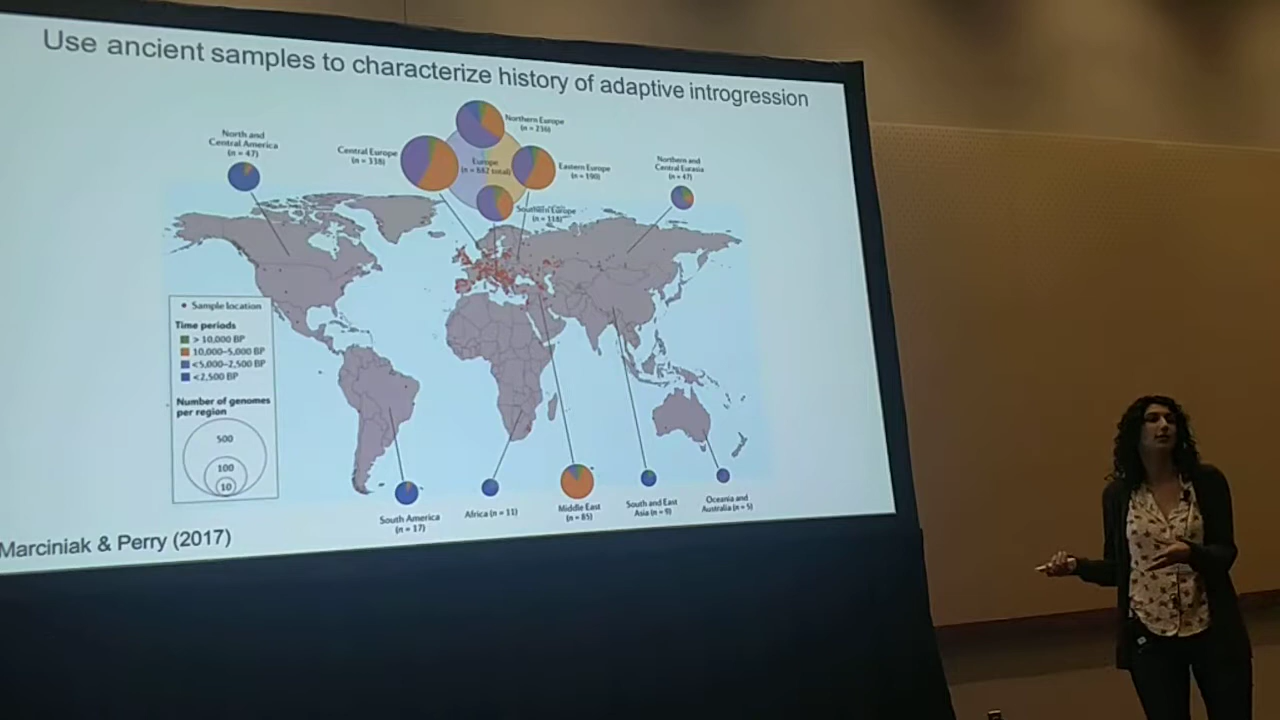 Use ancient samples to characterize history of adaptive introgression
North and
Central America
(n = 47)
Central Europe
(n = 338)
Northern Europe
(n = 236)
Europe
(n = 882 total)
Eastern Europe
(n = 190)
Southern Europe
(n = 118)
Northern and
Central Eurasia
(n = 47)
Sample location
Time periods
> 10,000 BP
10,000–5,000 BP
<5,000–2,500 BP
<2,500 BP
Number of genomes
per region
500
100
10
South America
(n = 17)
Africa (n = 11)
Middle East
(n = 85)
South and East
Asia (n = 9)
Oceania and
Australia (n = 5)
Marciniak & Perry (2017)